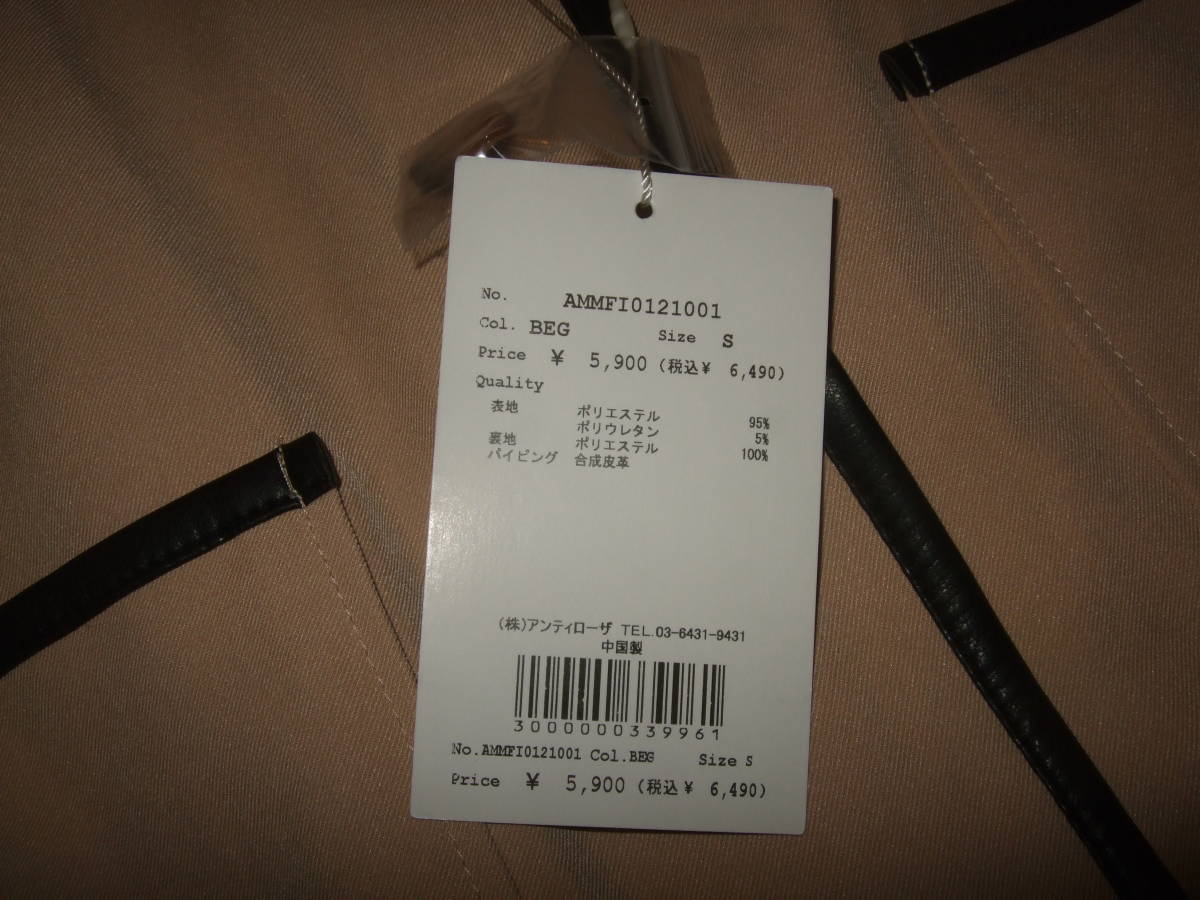 No. AMMFI0121001
Col. BEG Size S
Price ¥ 5,900 (税込¥ 6,490)
Quality
表地 ポリエステル 95%
ポリウレタン 5%
裏地 ポリエステル 100%
パイピング 合成皮革
(株)アンティローザ TEL.03-6431-9431
中国製
3000000339961
No.AMMFI0121001 Col.BEG Size S
Price ¥ 5,900 (税込¥ 6,490)